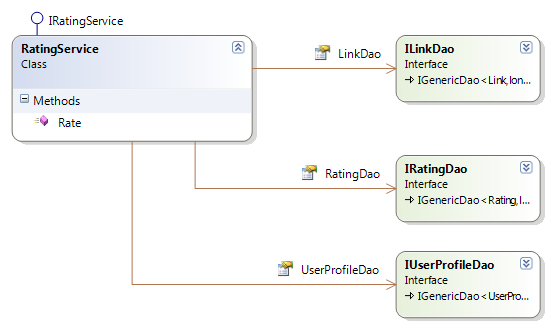 IRatingService
RatingService
Class
Methods
Rate
LinkDao
ILinkDao
Interface
IGenericDao<Link,lon...
RatingDao
IRatingDao
Interface
IGenericDao<Rating,l...
UserProfileDao
IUserProfileDao
Interface
IGenericDao<UserPro...